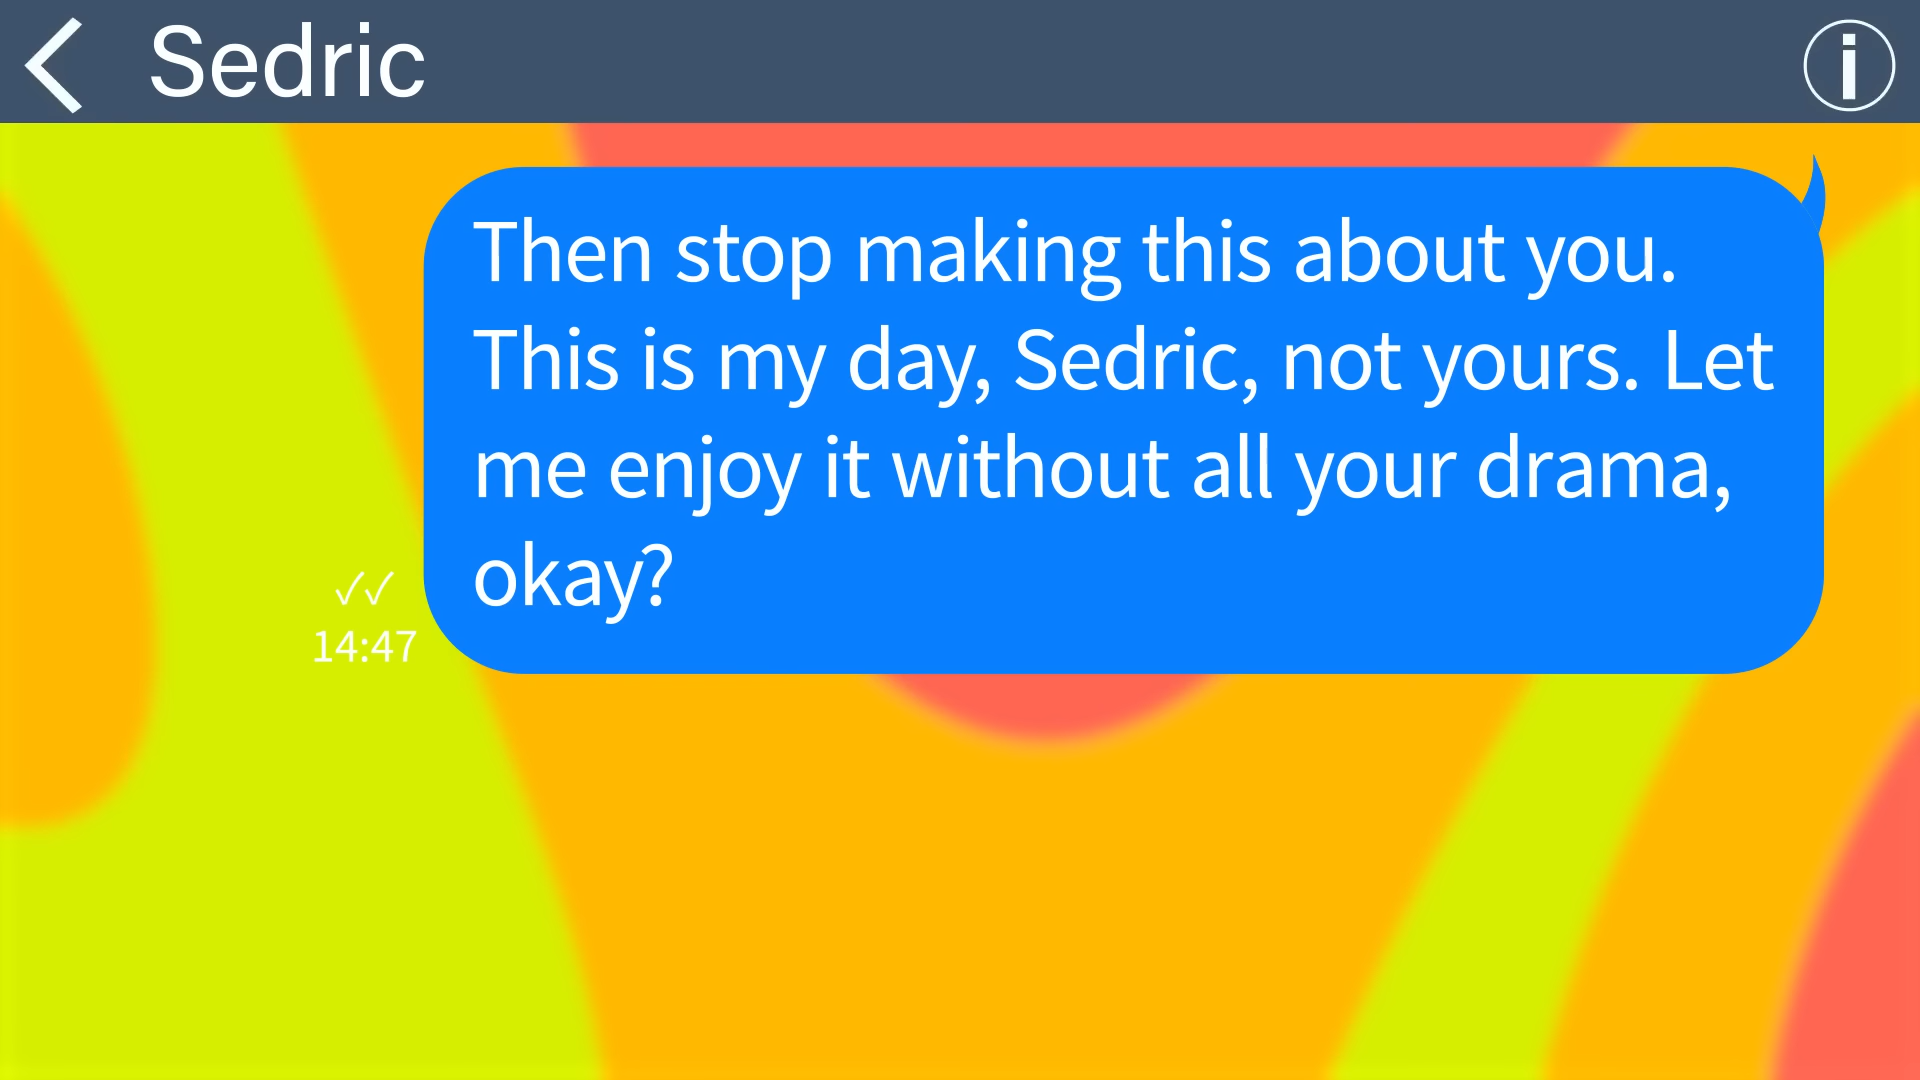 Sedric
Then stop making this about you.
This is my day, Sedric, not yours. Let
me enjoy it without all your drama,
okay?
✓✓
14:47